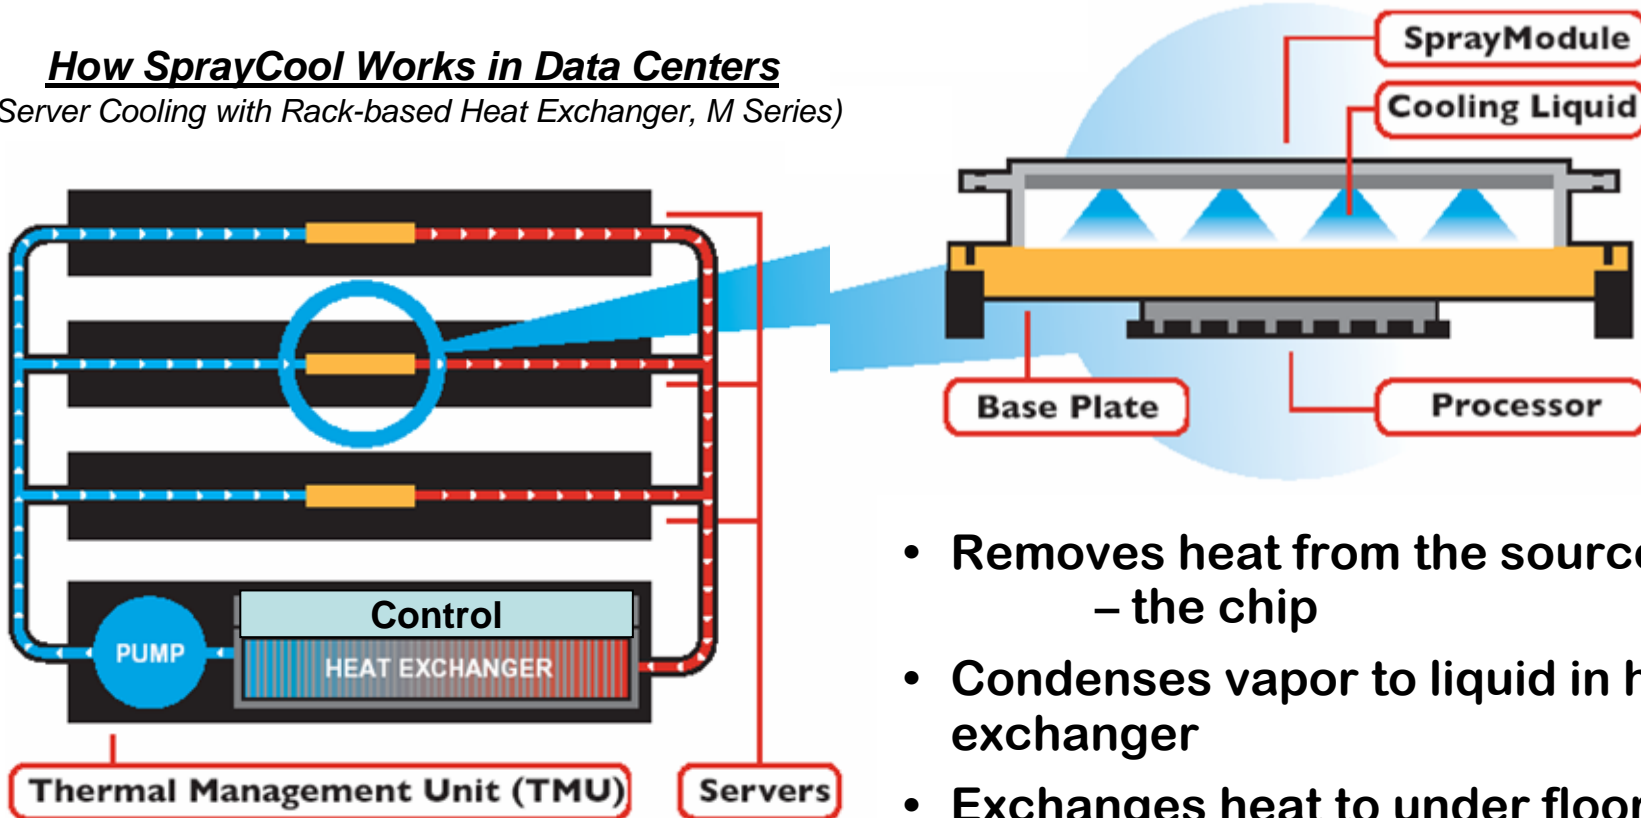 How SprayCool Works in Data Centers
Server Cooling with Rack-based Heat Exchanger, M Series)
SprayModule
Cooling Liquid
Base Plate
Processor
Control
PUMP
HEAT EXCHANGER
Thermal Management Unit (TMU)
Servers
• Removes heat from the source
– the chip
• Condenses vapor to liquid in
exchanger
• Exchanges heat to under floor